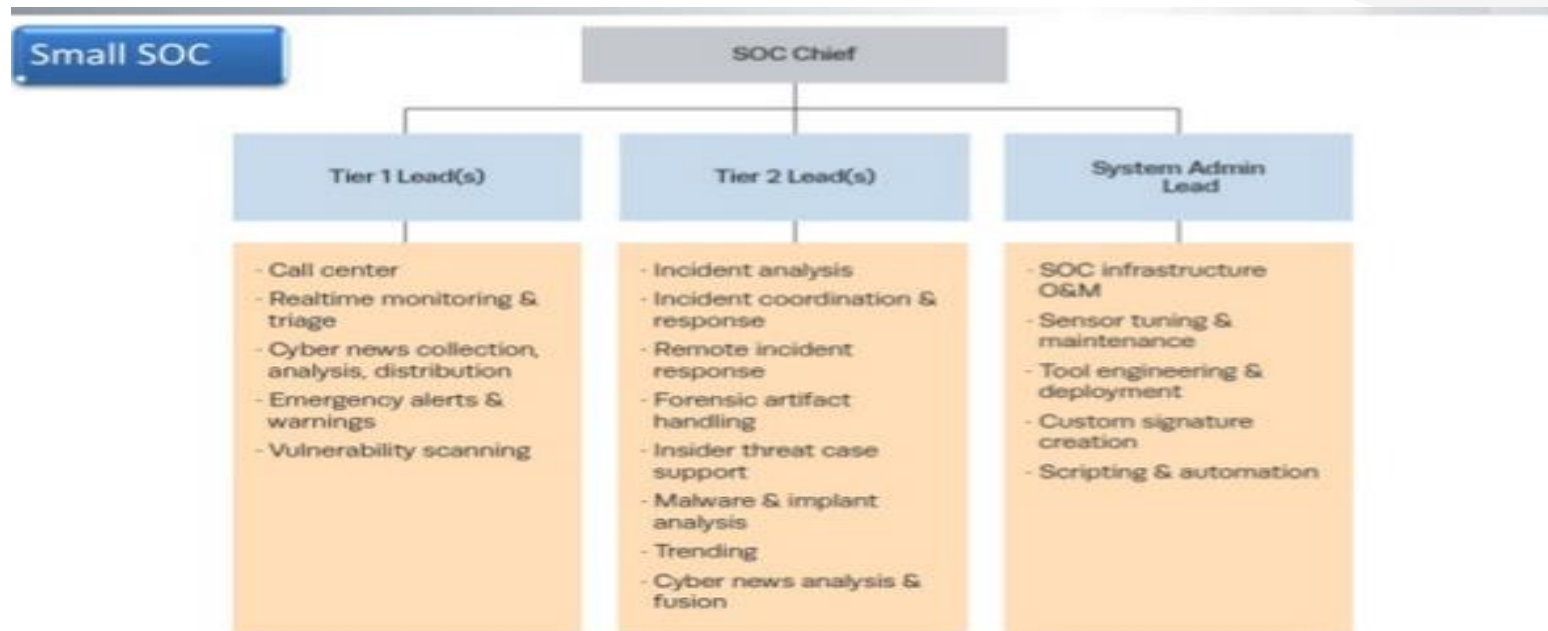 Small SOC
SOC Chief
Tier 1 Lead(s)
Tier 2 Lead(s)
System Admin
Lead
- Call center
- Realtime monitoring &
triage
- Cyber news collection,
analysis, distribution
- Emergency alerts &
warnings
- Vulnerability scanning
- Incident analysis
- Incident coordination &
response
- Remote incident
response
- Forensic artifact
handling
- Insider threat case
support
- Malware & implant
analysis
- Trending
- Cyber news analysis &
fusion
- SOC infrastructure
O&M
- Sensor tuning &
maintenance
- Tool engineering &
deployment
- Custom signature
creation
- Scripting & automation